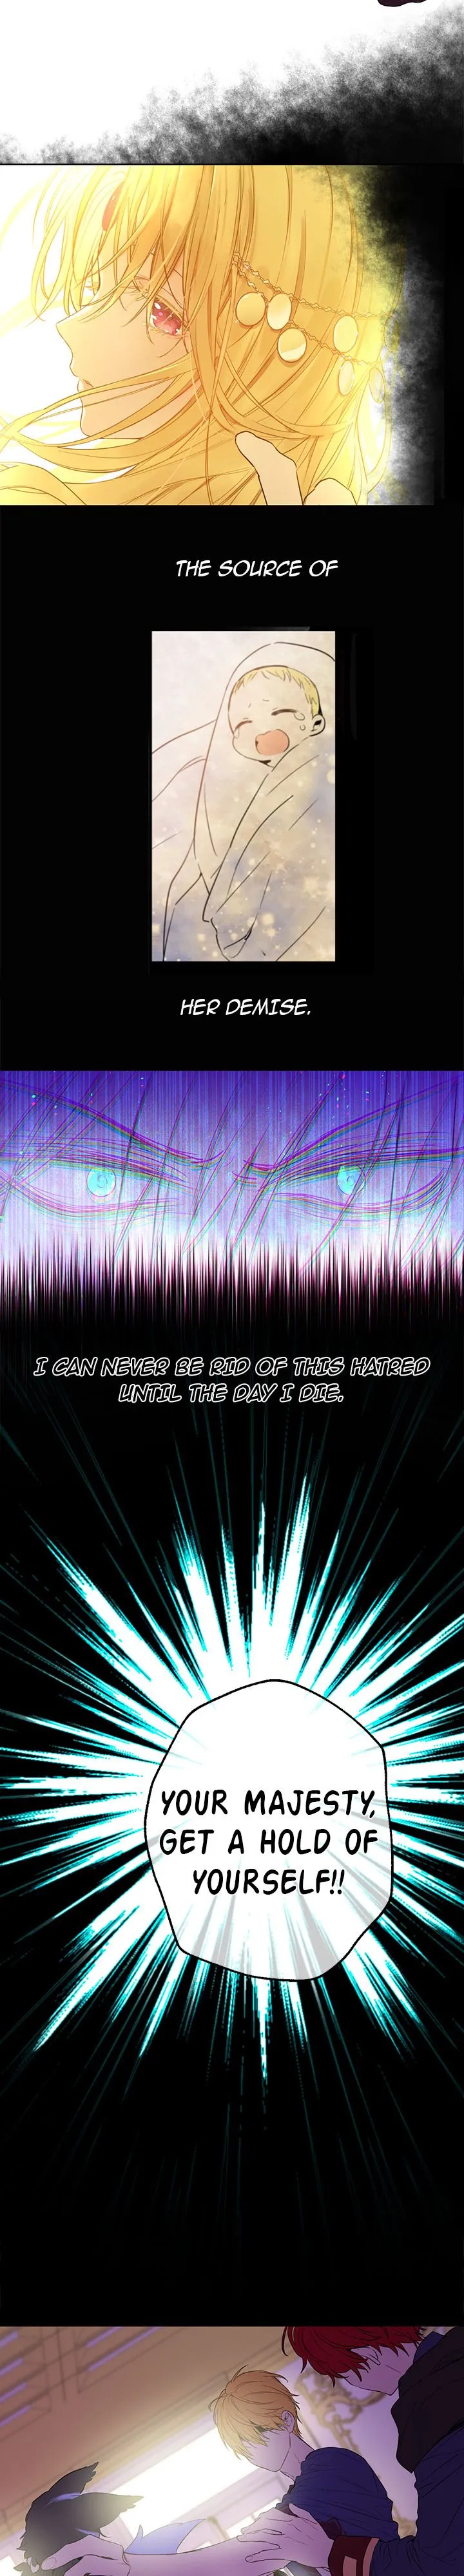 THE SOURCE OF
HER DEMISE.
I CAN NEVER BE RID OF THIS HATRED
UNTIL THE DAY I DIE.
YOUR MAJESTY,
GET A HOLD OF
YOURSELF!!